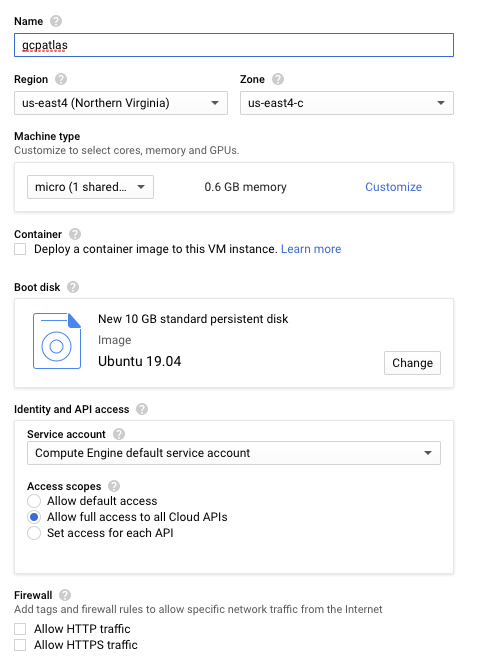 Name ?
gcpatlas
Region ? Zone ?
us-east4 (Northern Virginia) us-east4-c
Machine type
Customize to select cores, memory and GPUs.
micro (1 shared... 0.6 GB memory Customize
Container ?
Deploy a container image to this VM instance. Learn more
Boot disk ?
New 10 GB standard persistent disk
Image
Ubuntu 19.04
Change
Identity and API access ?
Service account ?
Compute Engine default service account
Access scopes ?
Allow default access
Allow full access to all Cloud APIs
Set access for each API
Firewall ?
Add tags and firewall rules to allow specific network traffic from the Internet
Allow HTTP traffic
Allow HTTPS traffic